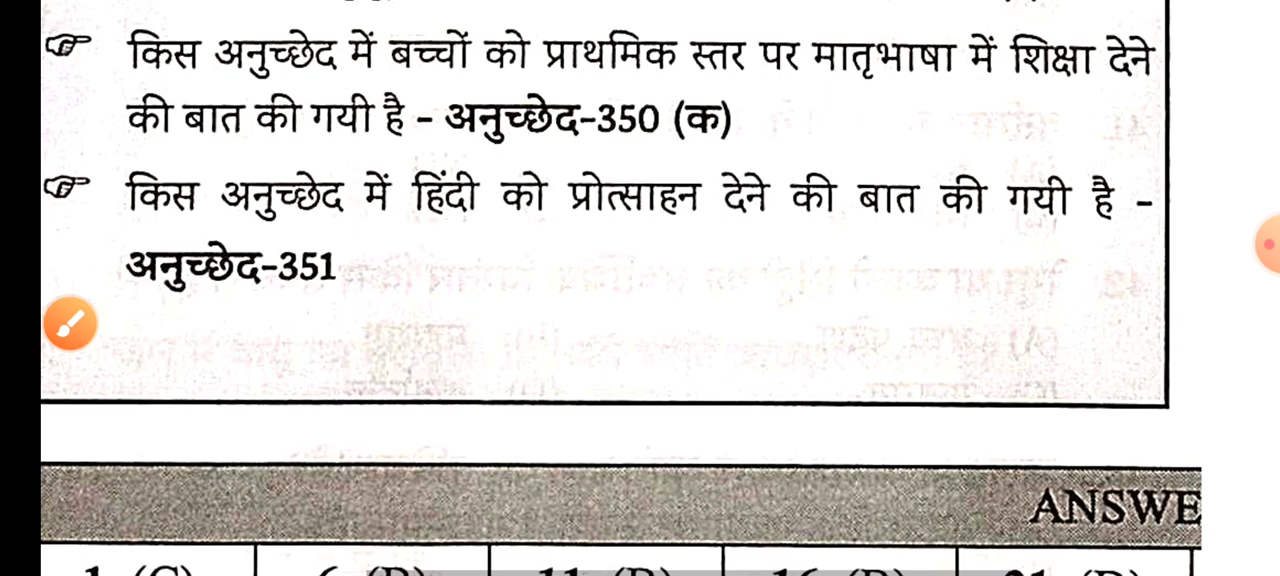 किस अनुच्छेद में बच्चों को प्राथमिक स्तर पर मातृभाषा में शिक्षा देने
की बात की गयी है - अनुच्छेद-350 (क)
किस अनुच्छेद में हिंदी को प्रोत्साहन देने की बात की गयी है -
अनुच्छेद-351
ANSWE